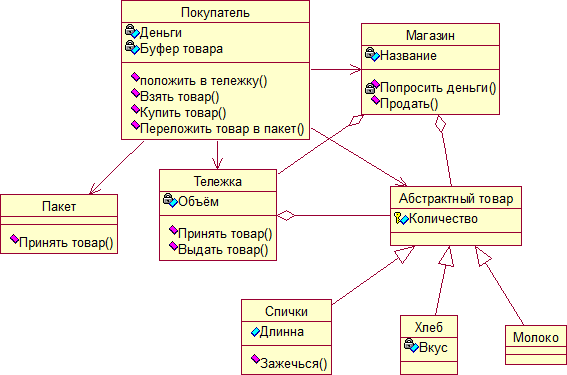 Покупатель
Деньги
Буфер товара
положить в тележку()
Взять товар()
Купить товар()
Переложить товар в пакет()
Магазин
Название
Попросить деньги()
Продать()
Пакет
Принять товар()
Тележка
Объём
Принять товар()
Выдать товар()
Абстрактный товар
Количество
Спички
Длинна
Зажечься()
Хлеб
Вкус
Молоко